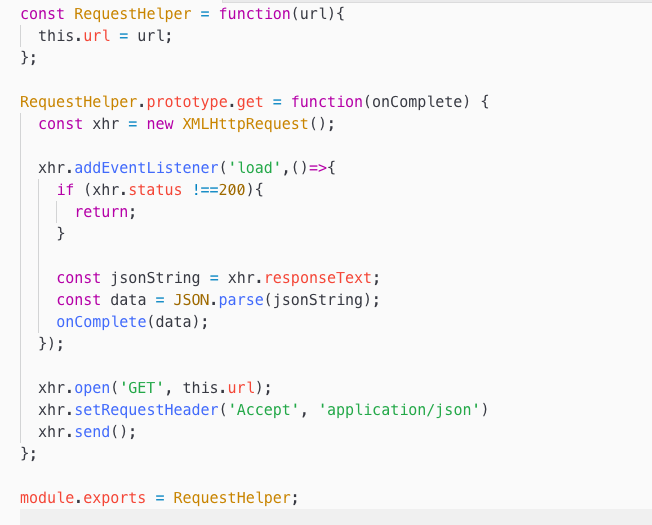 const RequestHelper = function(url){
  this.url = url;
};

RequestHelper.prototype.get = function(onComplete) {
  const xhr = new XMLHttpRequest();

  xhr.addEventListener('load',()=>{
    if (xhr.status !==200){
      return;
    }

    const jsonString = xhr.responseText;
    const data = JSON.parse(jsonString);
    onComplete(data);
  });

  xhr.open('GET', this.url);
  xhr.setRequestHeader('Accept', 'application/json')
  xhr.send();
};

module.exports = RequestHelper;